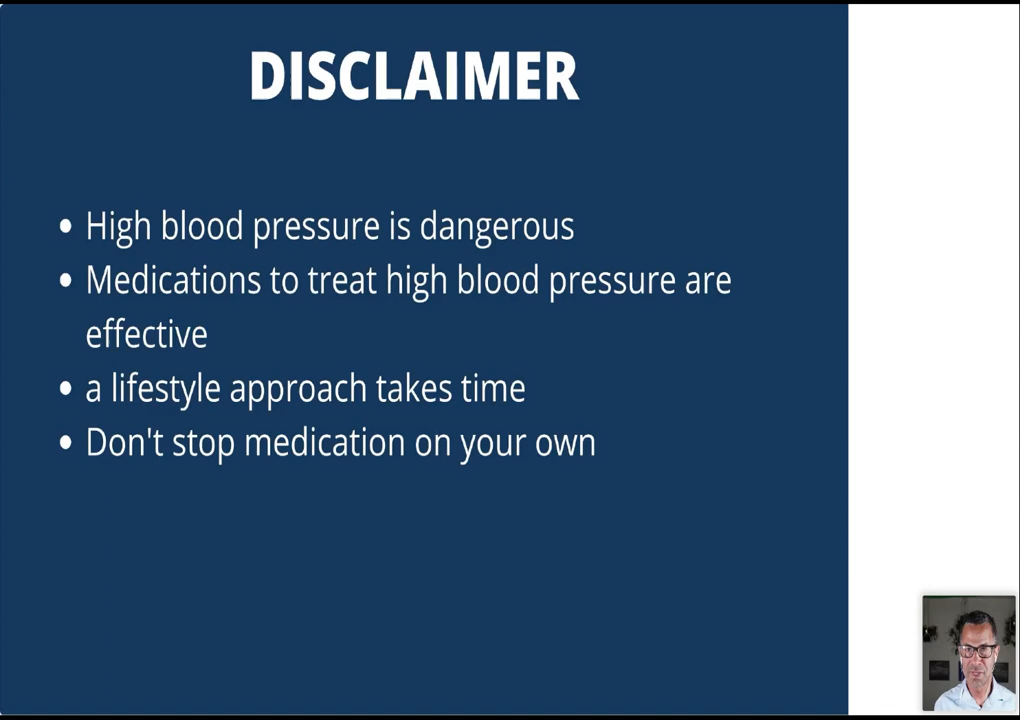 DISCLAIMER
• High blood pressure is dangerous
• Medications to treat high blood pressure are
effective
• a lifestyle approach takes time
• Don't stop medication on your own